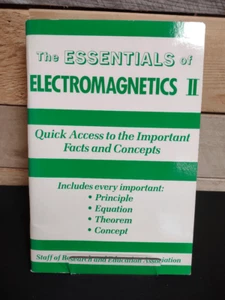 The ESSENTIALS of
ELECTROMAGNETICS II
Quick Access to the Important
Facts and Concepts
Includes every important:
• Principle
• Equation
• Theorem
• Concept
Staff of Research and Education Association